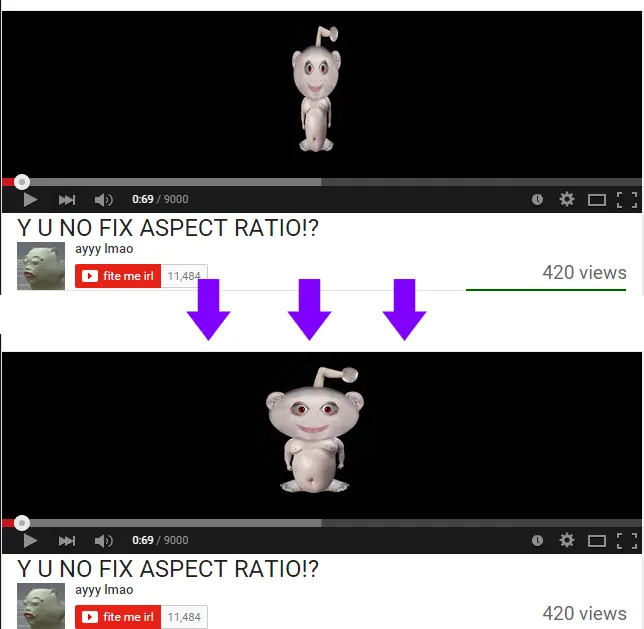 0:69 / 9000
Y U NO FIX ASPECT RATIO!?
ayyy lmao
fite me irl 11,484
420 views
0:69 / 9000
Y U NO FIX ASPECT RATIO!?
ayyy lmao
fite me irl 11,484
420 views